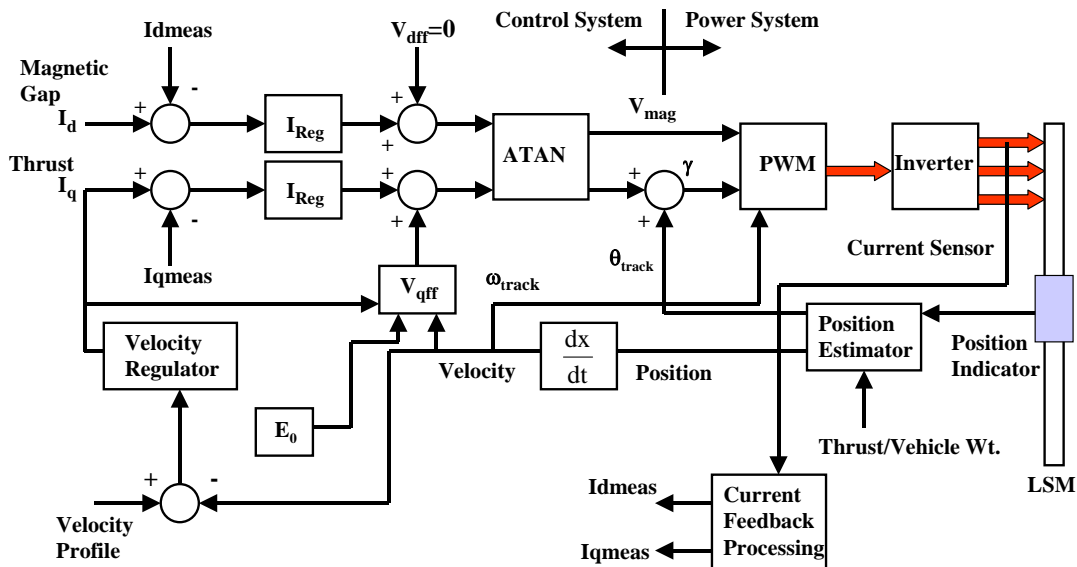 Idmeas
V_dff=0
Control System
Power System
Magnetic
Gap
I_d
+
-
I_Reg
+
+
V_mag
ATAN
PWM
Inverter
Thrust
I_q
+
-
I_Reg
+
+
+
+
γ
Iqmeas
Current Sensor
θ_track
V_qff
ω_track
Velocity
Regulator
Velocity
dx
dt
Position
Position
Estimator
Position
Indicator
E_0
Thrust/Vehicle Wt.
+
-
Velocity
Profile
Idmeas
Iqmeas
Current
Feedback
Processing
LSM